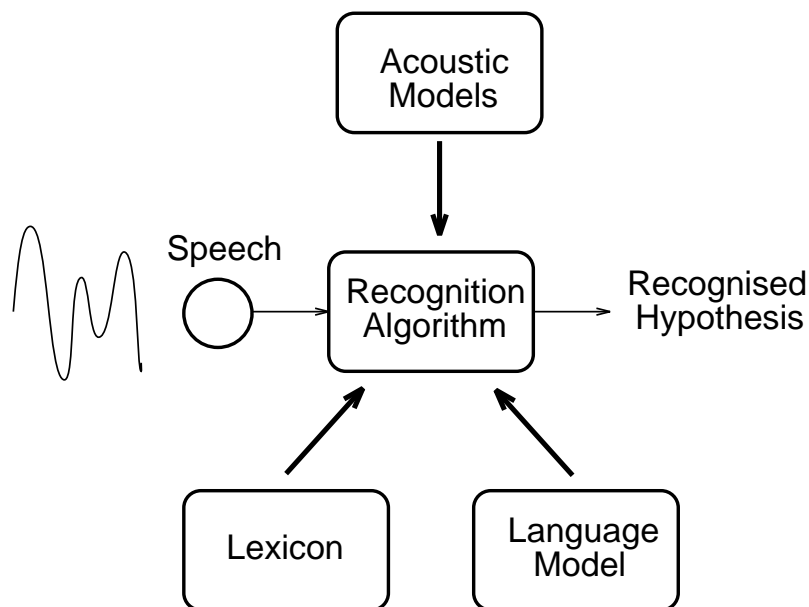 Acoustic
Models
Speech
Recognition
Algorithm
Recognised
Hypothesis
Lexicon
Language
Model